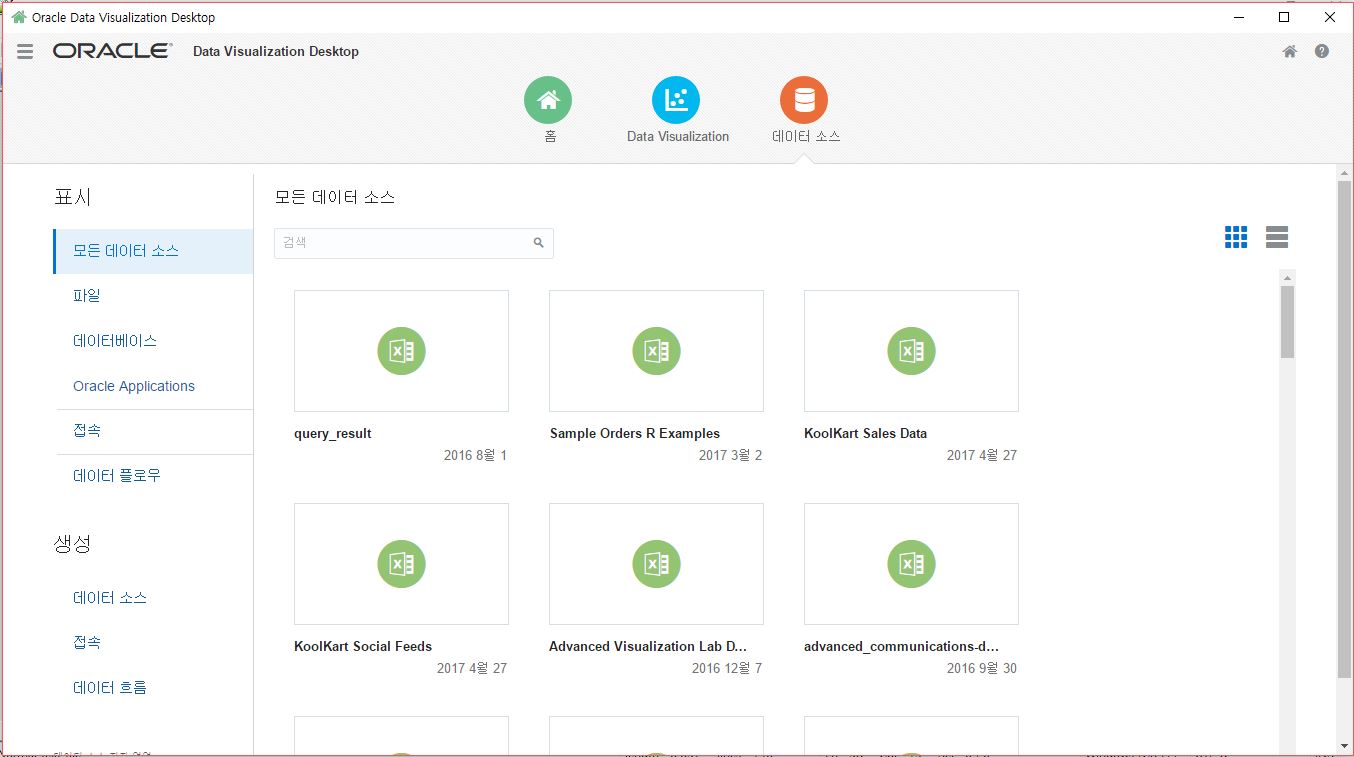 Oracle Data Visualization Desktop
ORACLE Data Visualization Desktop
홈 Data Visualization 데이터 소스
표시
모든 데이터 소스
파일
데이터베이스
Oracle Applications
접속
데이터 플로우
생성
데이터 소스
접속
데이터 흐름
모든 데이터 소스
검색
query_result
2016 8월 1
Sample Orders R Examples
2017 3월 2
KoolKart Sales Data
2017 4월 27
KoolKart Social Feeds
2017 4월 27
Advanced Visualization Lab D...
2016 12월 7
advanced_communications-d...
2016 9월 30